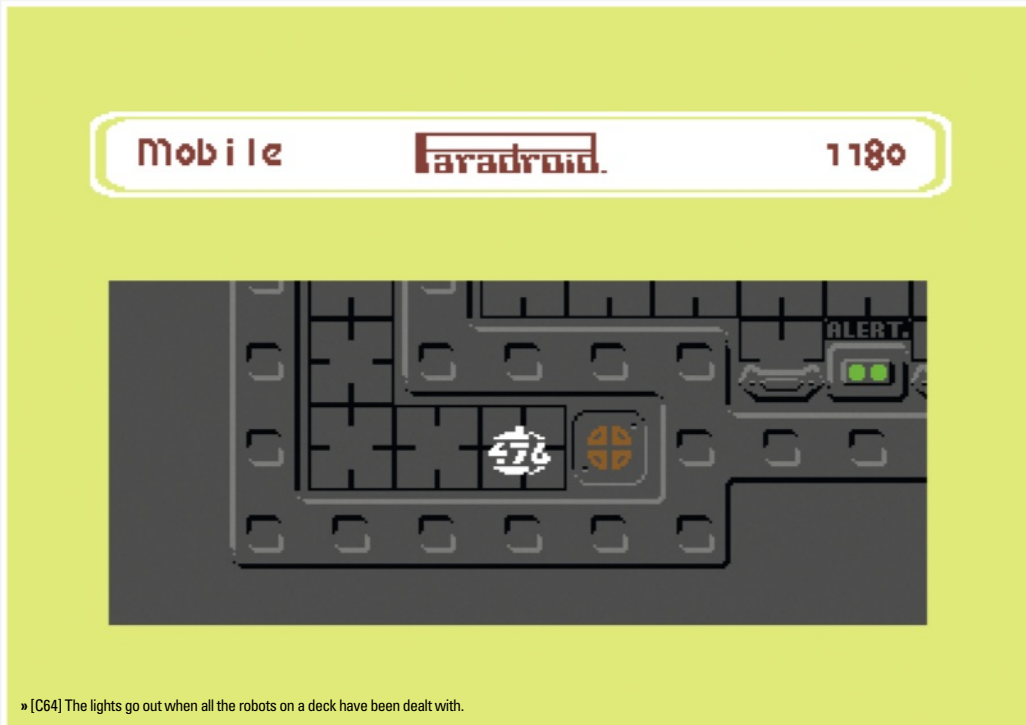 Mobile Paradroid. 1180
ALERT.
476
» [C64] The lights go out when all the robots on a deck have been dealt with.